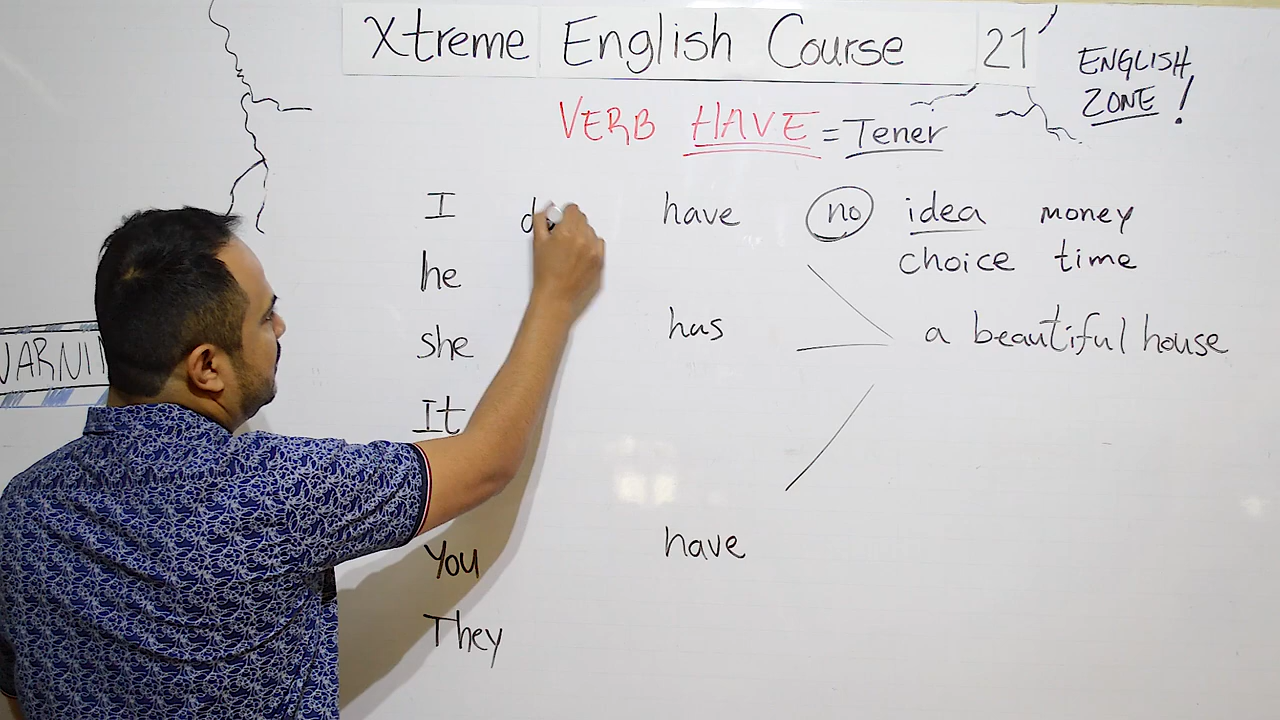 Xtreme English Course 21
ENGLISH
ZONE!
VERB HAVE = Tener
I have no idea money
he choice time
she has a beautiful house
It
You have
They